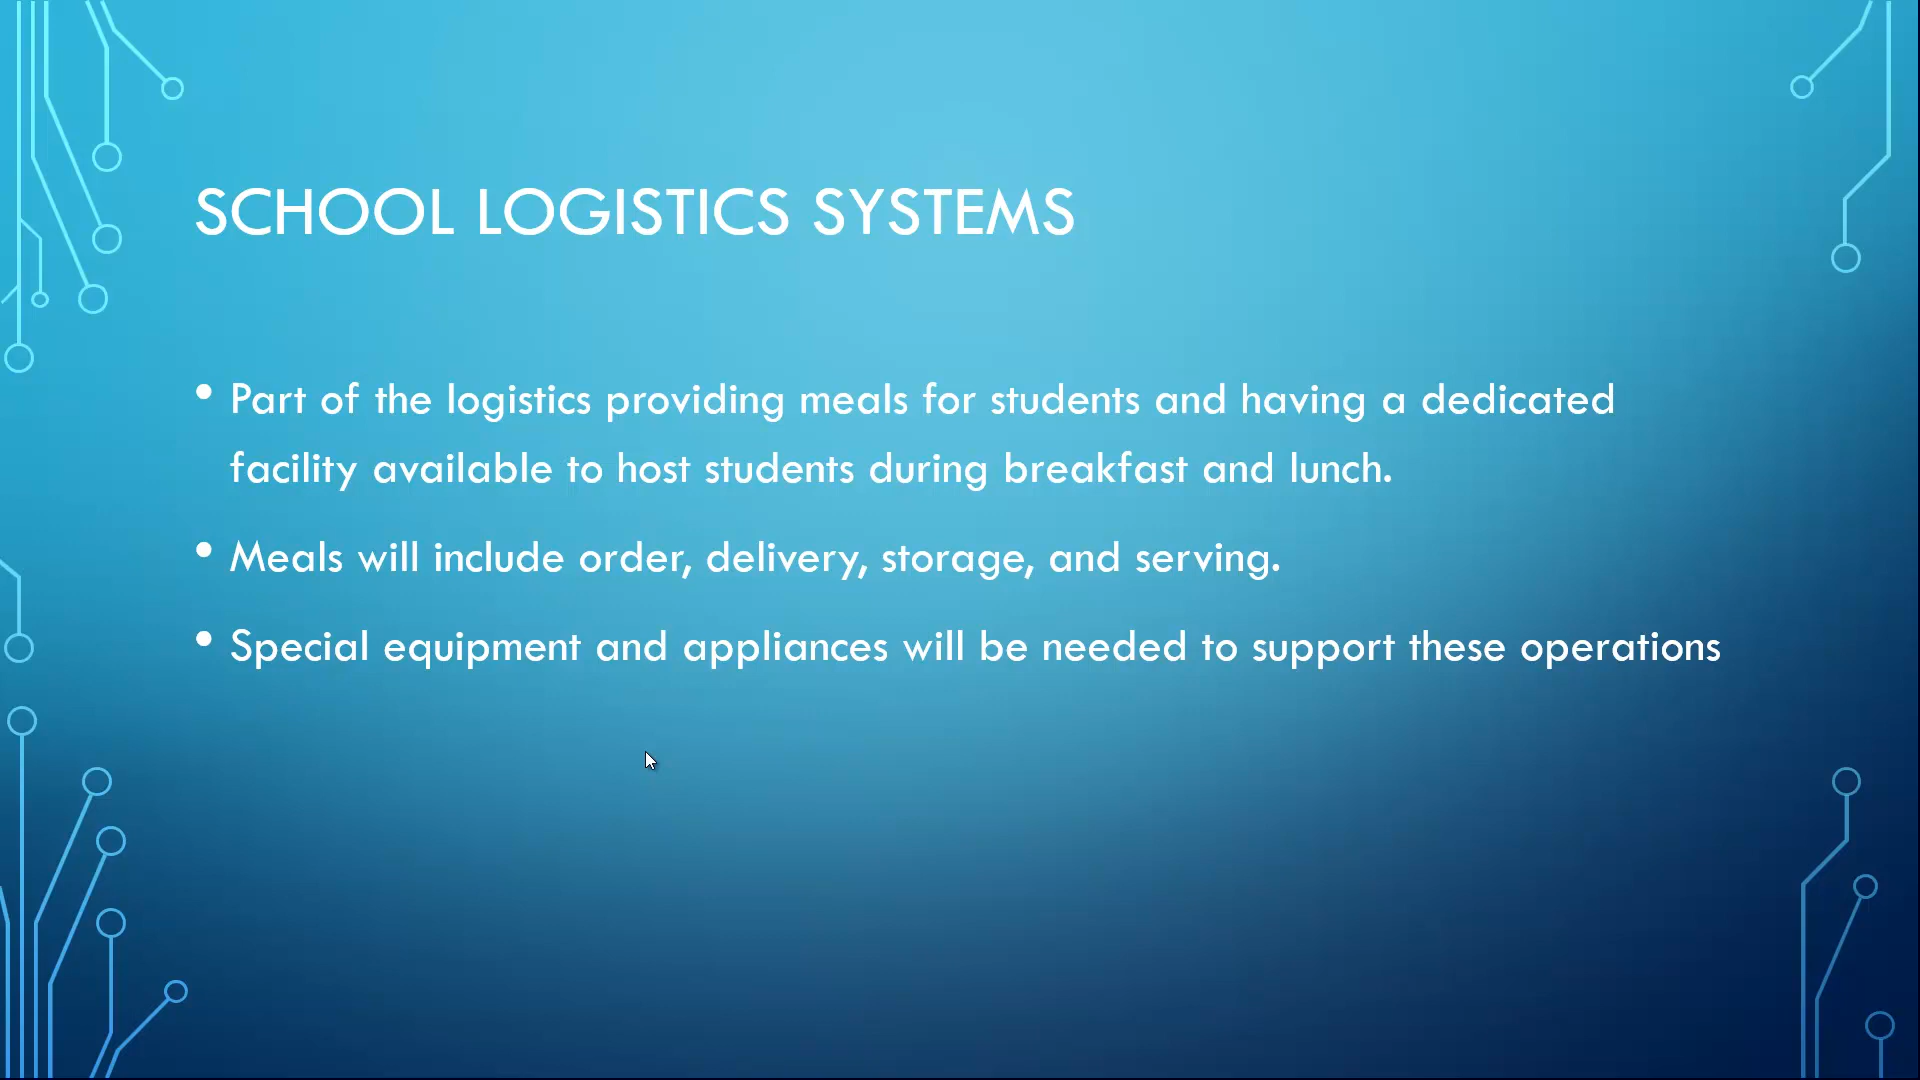 SCHOOL LOGISTICS SYSTEMS
• Part of the logistics providing meals for students and having a dedicated
facility available to host students during breakfast and lunch.
• Meals will include order, delivery, storage, and serving.
• Special equipment and appliances will be needed to support these operations